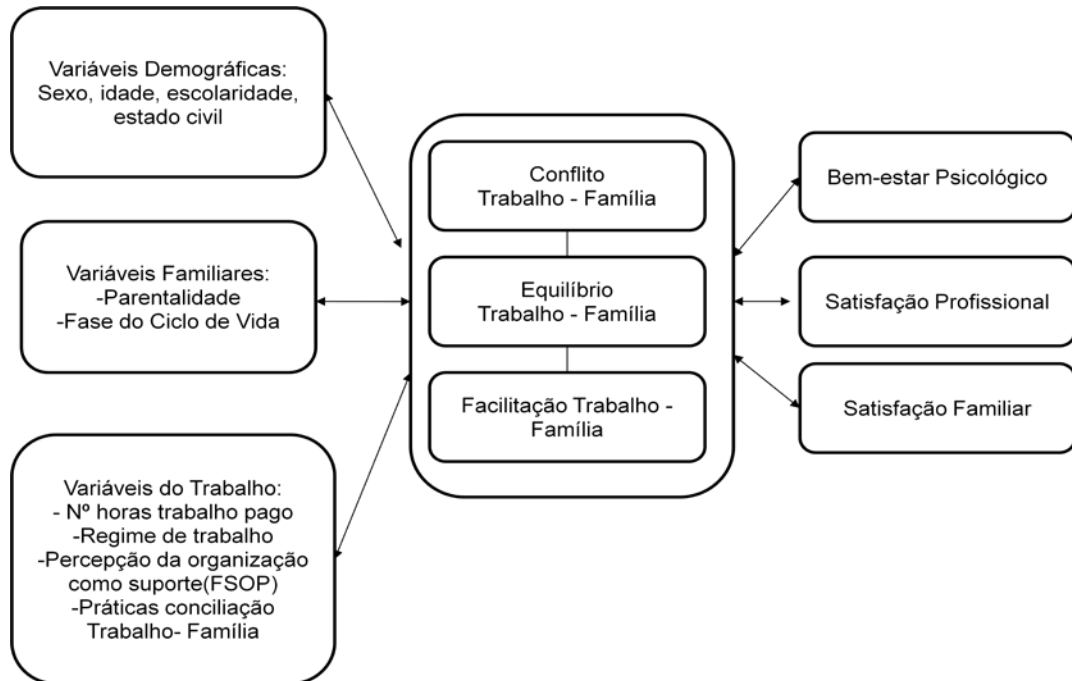 Variáveis Demográficas:
Sexo, idade, escolaridade,
estado civil
Variáveis Familiares:
-Parentalidade
-Fase do Ciclo de Vida
Variáveis do Trabalho:
- Nº horas trabalho pago
-Regime de trabalho
-Percepção da organização
como suporte(FSOP)
-Práticas conciliação
Trabalho- Família
Conflito
Trabalho - Família
Equilíbrio
Trabalho - Família
Facilitação Trabalho -
Família
Bem-estar Psicológico
Satisfação Profissional
Satisfação Familiar